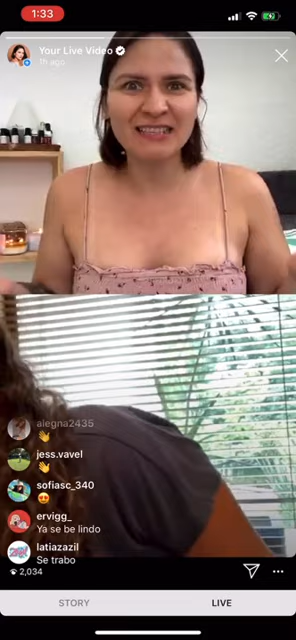 1:33
Your Live Video
1h ago
alegna2435
👋
jess.vavel
👋
sofiasc_340
😍
ervigg_
Ya se be lindo
latiazazil
Se trabo
2,034
STORY
LIVE